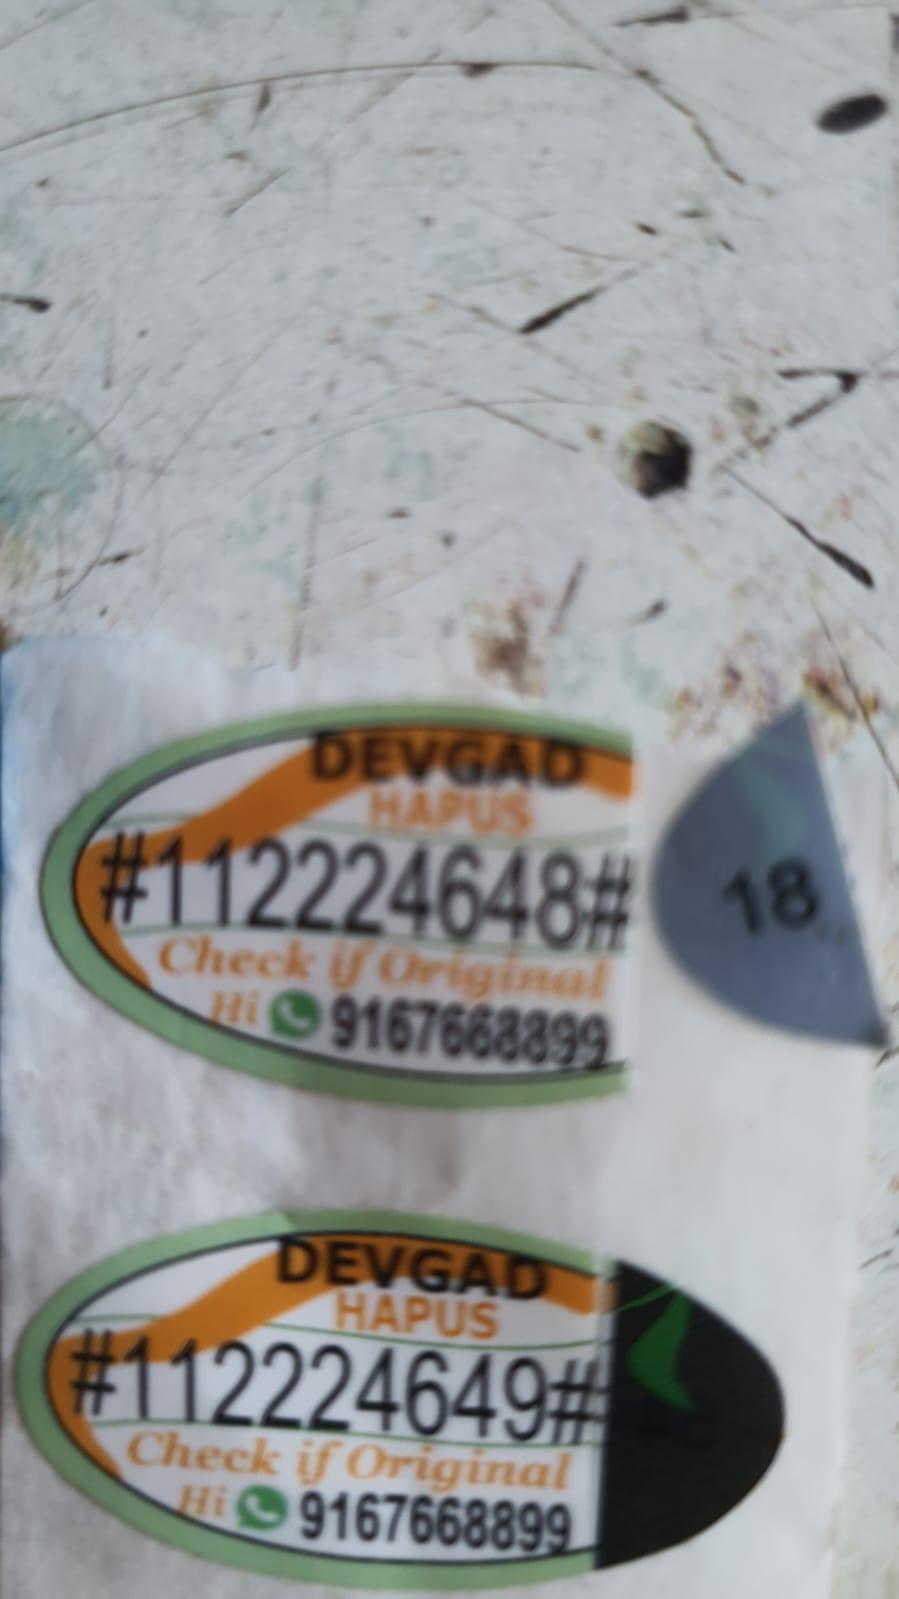 DEVGAD
HAPUS
#112224648#
Check if Original
Hi 9167668899
18
DEVGAD
HAPUS
#112224649#
Check if Original
Hi 9167668899